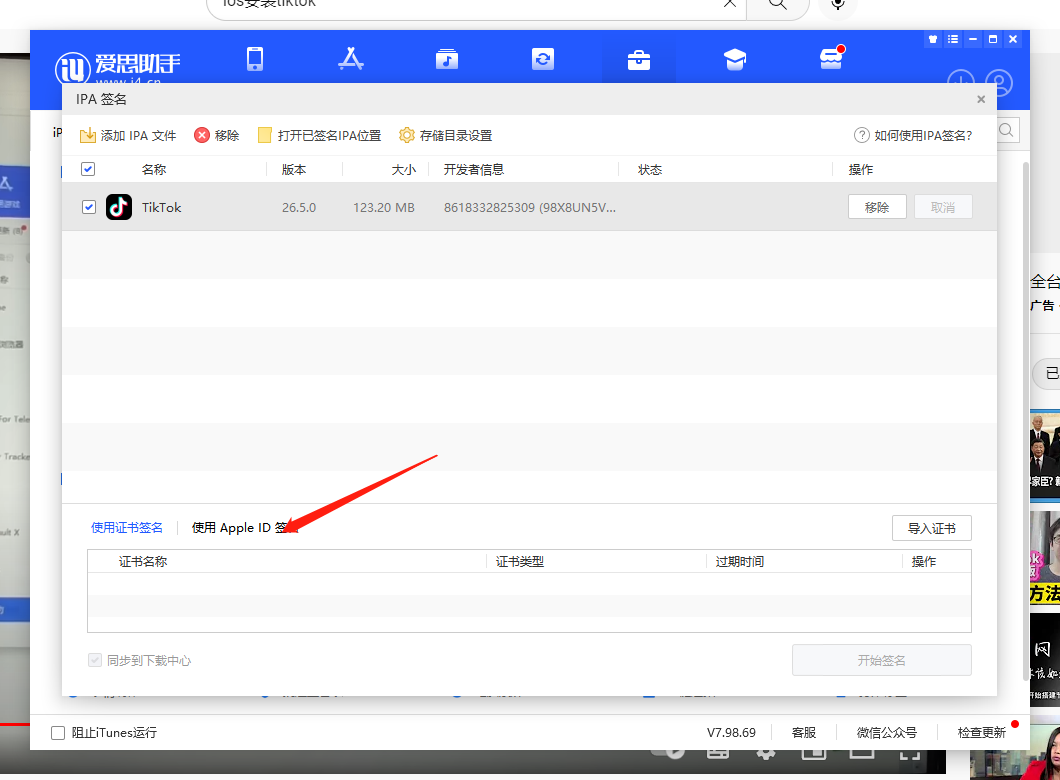 ios安装tiktok
爱思助手
www.i4.cn
IPA 签名
添加 IPA 文件 移除 打开已签名IPA位置 存储目录设置 如何使用IPA签名?
名称 版本 大小 开发者信息 状态 操作
TikTok 26.5.0 123.20 MB 8618332825309 (98X8UN5V... 移除 取消
全台
广告
已
家臣?
方法
For Tele
Tracke
ult X
使用证书签名 使用 Apple ID 签名 导入证书
证书名称 证书类型 过期时间 操作
同步到下载中心 开始签名
阻止iTunes运行 V7.98.69 客服 微信公众号 检查更新